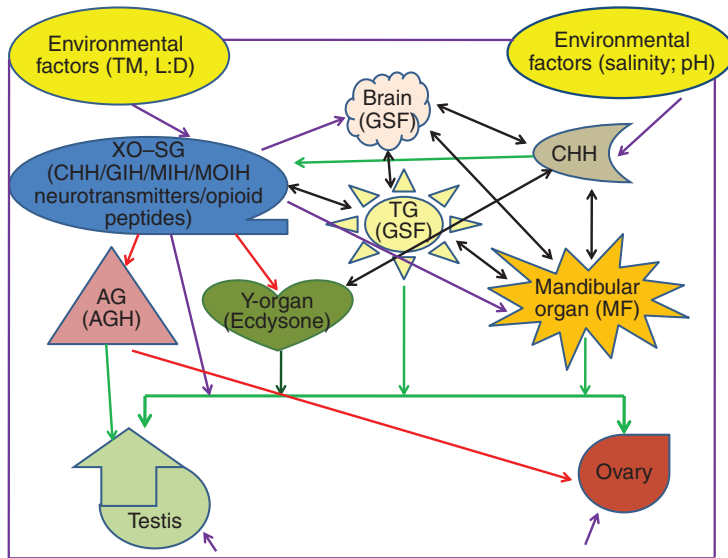 Environmental
factors (TM, L:D)
Environmental
factors (salinity; pH)
Brain
(GSF)
XO–SG
(CHH/GIH/MIH/MOIH
neurotransmitters/opioid
peptides)
CHH
TG
(GSF)
AG
(AGH)
Y-organ
(Ecdysone)
Mandibular
organ (MF)
Testis
Ovary